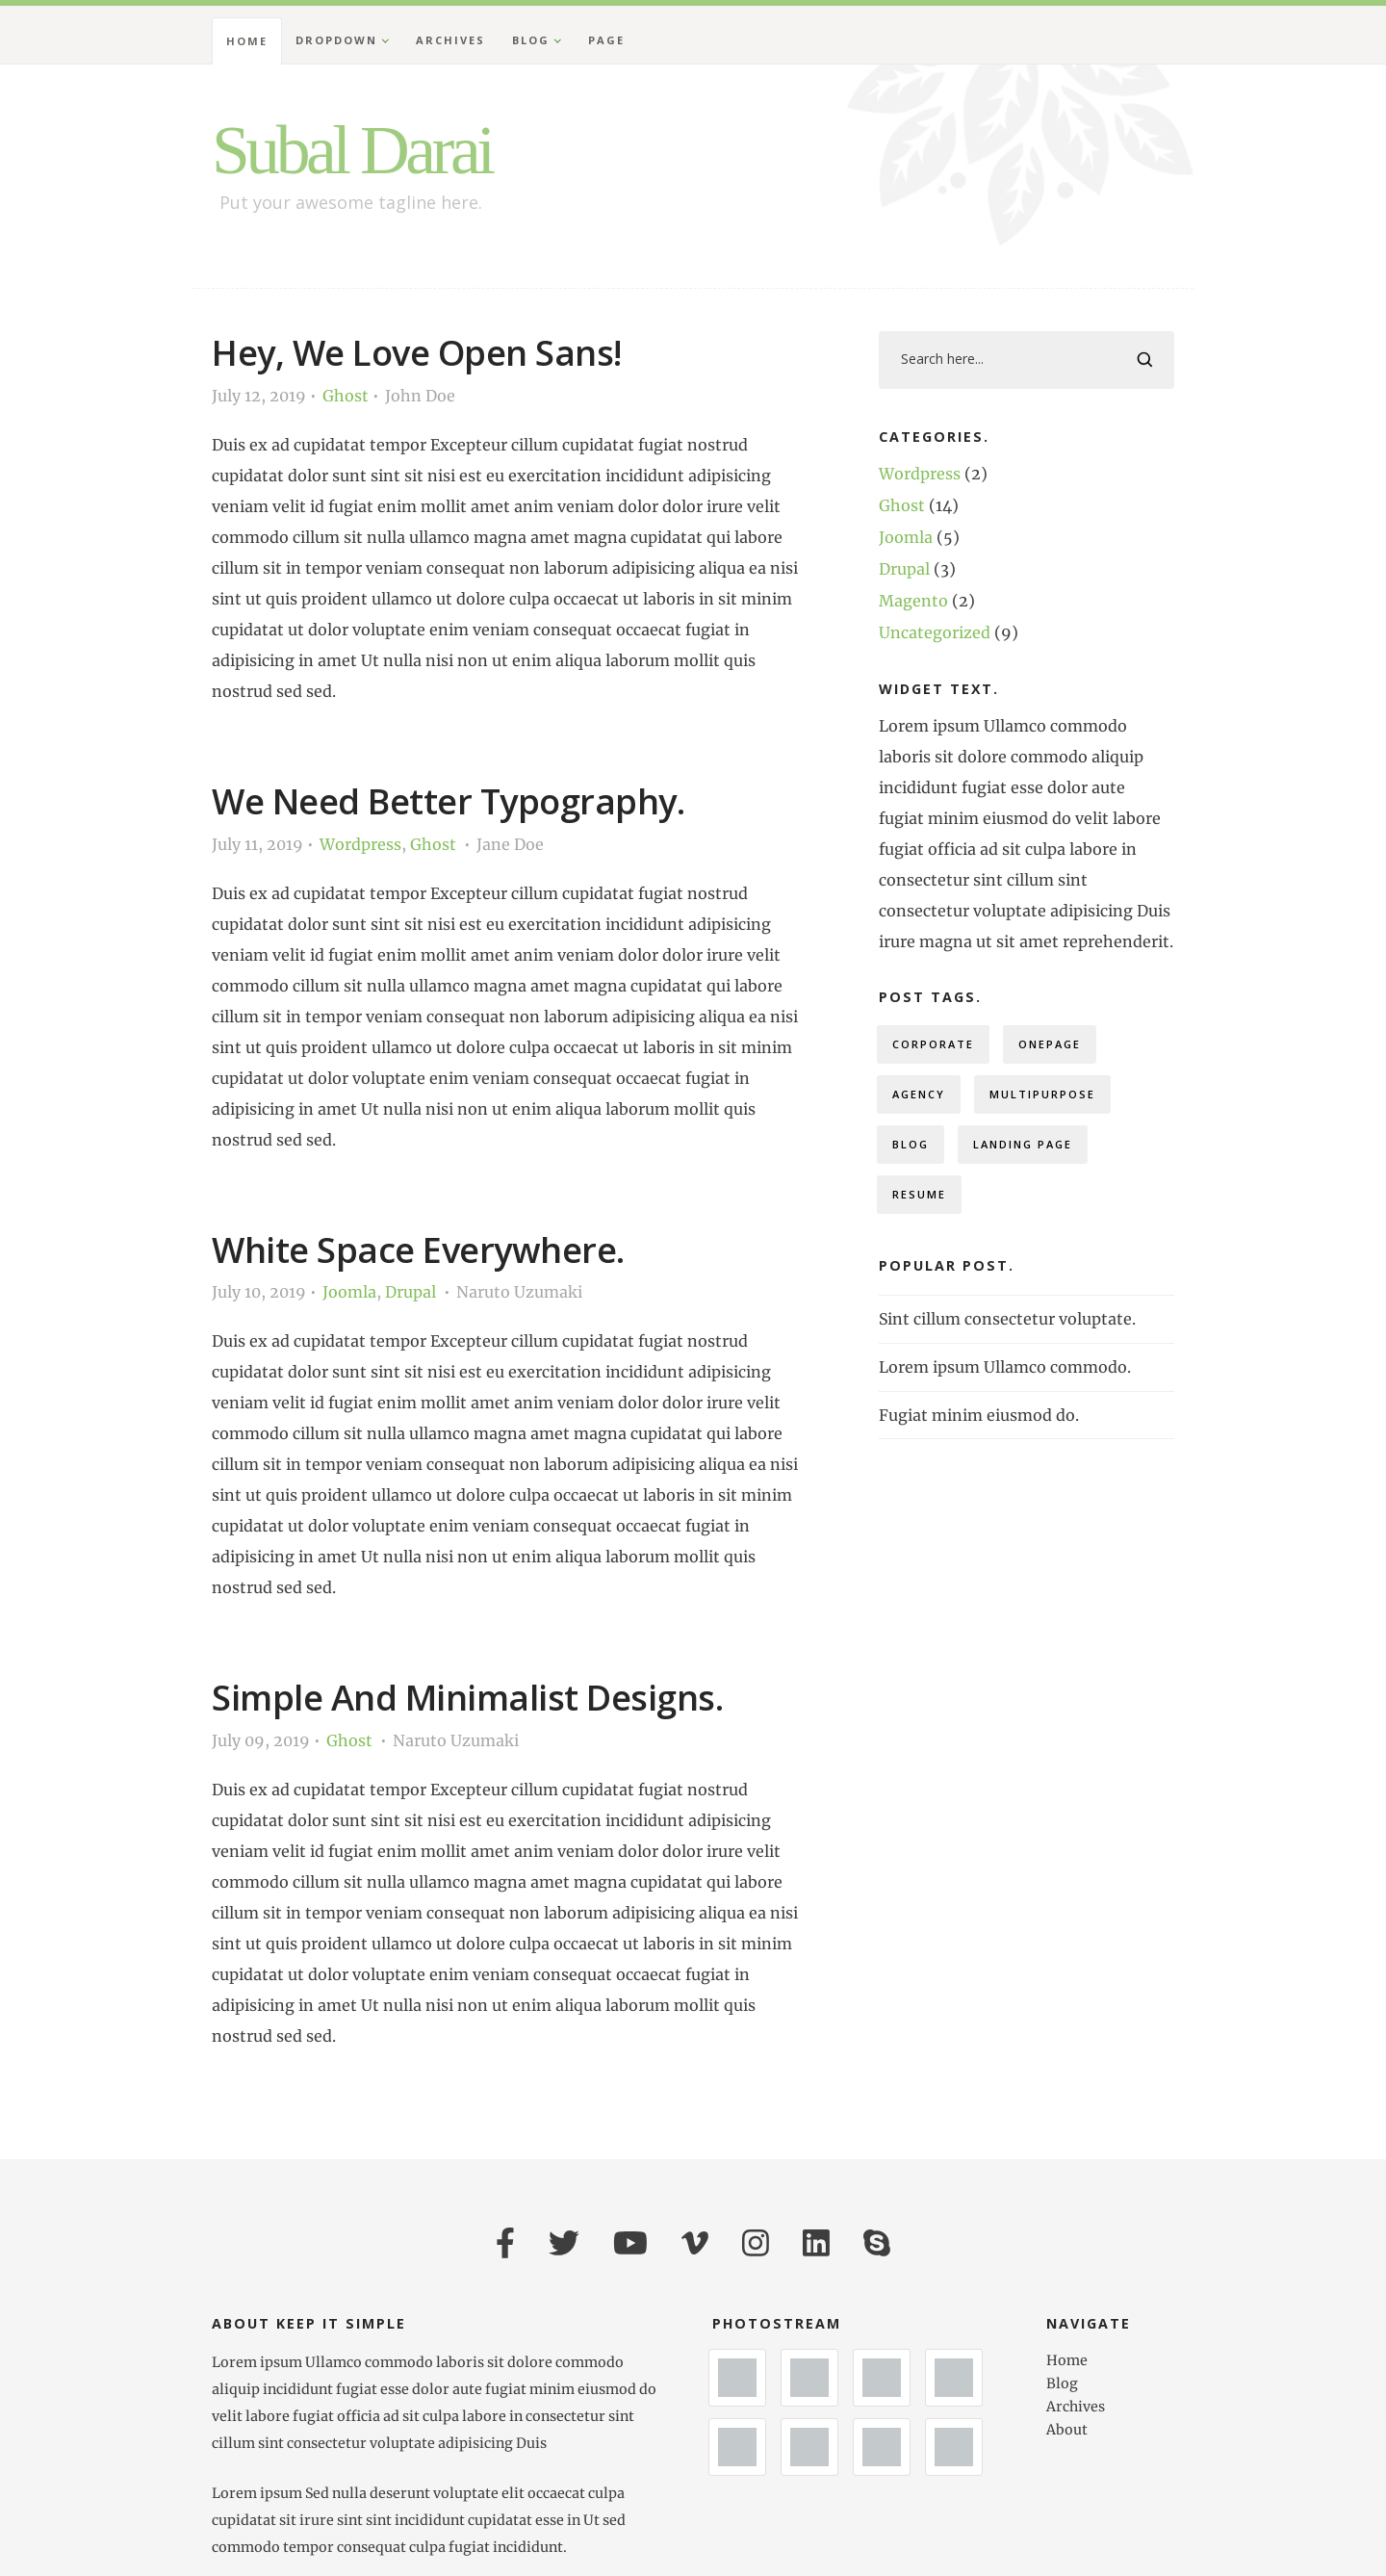 HOME DROPDOWN ARCHIVES BLOG PAGE
Subal Darai
Put your awesome tagline here.
Hey, We Love Open Sans!
July 12, 2019 • Ghost • John Doe
Duis ex ad cupidatat tempor Excepteur cillum cupidatat fugiat nostrud
cupidatat dolor sunt sint sit nisi est eu exercitation incididunt adipisicing
veniam velit id fugiat enim mollit amet anim veniam dolor dolor irure velit
commodo cillum sit nulla ullamco magna amet magna cupidatat qui labore
cillum sit in tempor veniam consequat non laborum adipisicing aliqua ea nisi
sint ut quis proident ullamco ut dolore culpa occaecat ut laboris in sit minim
cupidatat ut dolor voluptate enim veniam consequat occaecat fugiat in
adipisicing in amet Ut nulla nisi non ut enim aliqua laborum mollit quis
nostrud sed sed.
We Need Better Typography.
July 11, 2019 • Wordpress, Ghost • Jane Doe
Duis ex ad cupidatat tempor Excepteur cillum cupidatat fugiat nostrud
cupidatat dolor sunt sint sit nisi est eu exercitation incididunt adipisicing
veniam velit id fugiat enim mollit amet anim veniam dolor dolor irure velit
commodo cillum sit nulla ullamco magna amet magna cupidatat qui labore
cillum sit in tempor veniam consequat non laborum adipisicing aliqua ea nisi
sint ut quis proident ullamco ut dolore culpa occaecat ut laboris in sit minim
cupidatat ut dolor voluptate enim veniam consequat occaecat fugiat in
adipisicing in amet Ut nulla nisi non ut enim aliqua laborum mollit quis
nostrud sed sed.
White Space Everywhere.
July 10, 2019 • Joomla, Drupal • Naruto Uzumaki
Duis ex ad cupidatat tempor Excepteur cillum cupidatat fugiat nostrud
cupidatat dolor sunt sint sit nisi est eu exercitation incididunt adipisicing
veniam velit id fugiat enim mollit amet anim veniam dolor dolor irure velit
commodo cillum sit nulla ullamco magna amet magna cupidatat qui labore
cillum sit in tempor veniam consequat non laborum adipisicing aliqua ea nisi
sint ut quis proident ullamco ut dolore culpa occaecat ut laboris in sit minim
cupidatat ut dolor voluptate enim veniam consequat occaecat fugiat in
adipisicing in amet Ut nulla nisi non ut enim aliqua laborum mollit quis
nostrud sed sed.
Simple And Minimalist Designs.
July 09, 2019 • Ghost • Naruto Uzumaki
Duis ex ad cupidatat tempor Excepteur cillum cupidatat fugiat nostrud
cupidatat dolor sunt sint sit nisi est eu exercitation incididunt adipisicing
veniam velit id fugiat enim mollit amet anim veniam dolor dolor irure velit
commodo cillum sit nulla ullamco magna amet magna cupidatat qui labore
cillum sit in tempor veniam consequat non laborum adipisicing aliqua ea nisi
sint ut quis proident ullamco ut dolore culpa occaecat ut laboris in sit minim
cupidatat ut dolor voluptate enim veniam consequat occaecat fugiat in
adipisicing in amet Ut nulla nisi non ut enim aliqua laborum mollit quis
nostrud sed sed.
Search here...
CATEGORIES.
Wordpress (2)
Ghost (14)
Joomla (5)
Drupal (3)
Magento (2)
Uncategorized (9)
WIDGET TEXT.
Lorem ipsum Ullamco commodo
laboris sit dolore commodo aliquip
incididunt fugiat esse dolor aute
fugiat minim eiusmod do velit labore
fugiat officia ad sit culpa labore in
consectetur sint cillum sint
consectetur voluptate adipisicing Duis
irure magna ut sit amet reprehenderit.
POST TAGS.
CORPORATE ONEPAGE
AGENCY MULTIPURPOSE
BLOG LANDING PAGE
RESUME
POPULAR POST.
Sint cillum consectetur voluptate.
Lorem ipsum Ullamco commodo.
Fugiat minim eiusmod do.
ABOUT KEEP IT SIMPLE
Lorem ipsum Ullamco commodo laboris sit dolore commodo
aliquip incididunt fugiat esse dolor aute fugiat minim eiusmod do
velit labore fugiat officia ad sit culpa labore in consectetur sint
cillum sint consectetur voluptate adipisicing Duis
Lorem ipsum Sed nulla deserunt voluptate elit occaecat culpa
cupidatat sit irure sint sint incididunt cupidatat esse in Ut sed
commodo tempor consequat culpa fugiat incididunt.
PHOTOSTREAM
NAVIGATE
Home
Blog
Archives
About